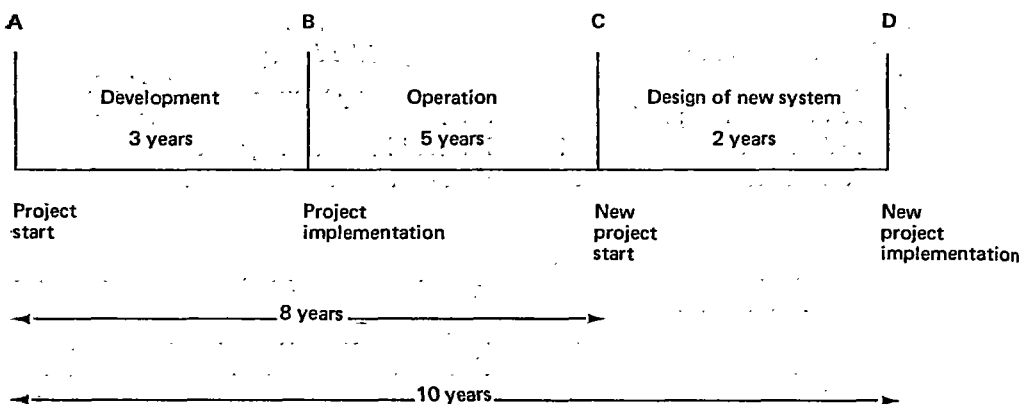 A B C D
Development Operation Design of new system
3 years 5 years 2 years
Project Project New New
start implementation project project
start implementation
8 years
10 years